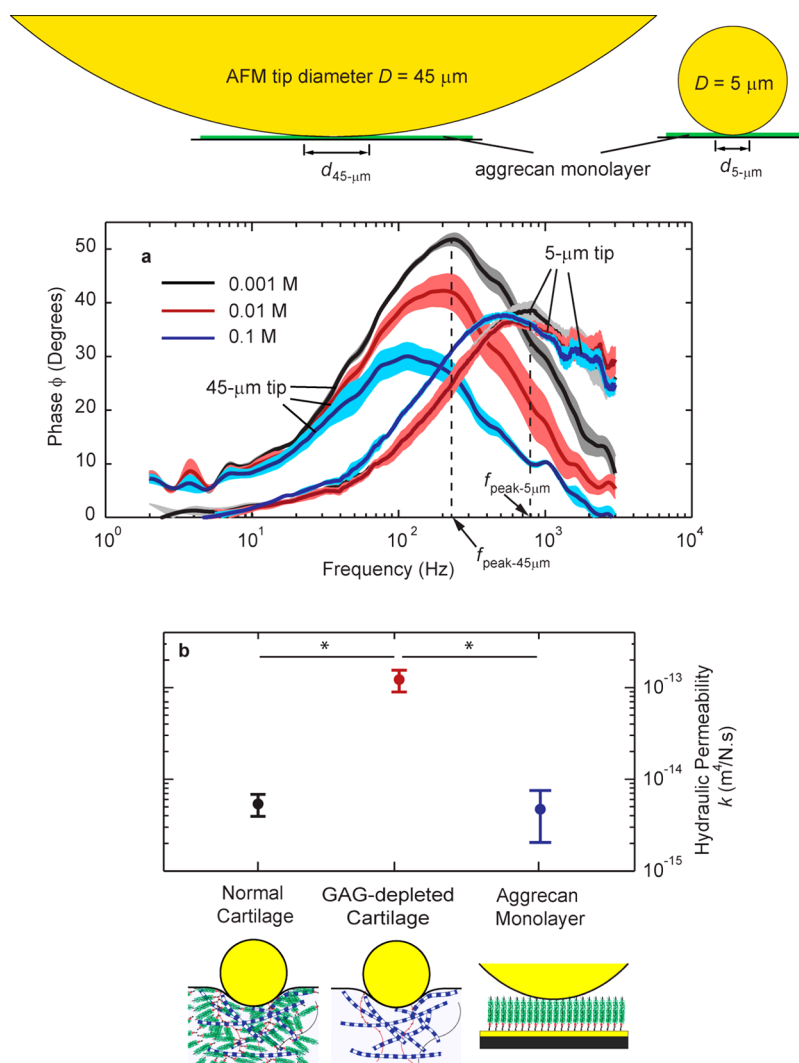 AFM tip diameter D = 45 μm
D = 5 μm
aggrecan monolayer
d45-μm
d5-μm
a
0.001 M
0.01 M
0.1 M
5-μm tip
45-μm tip
Phase ϕ (Degrees)
50
40
30
20
10
0
fpeak-5μm
fpeak-45μm
10^0
10^1
10^2
10^3
10^4
Frequency (Hz)
b
*
*
10^-13
10^-14
10^-15
Hydraulic Permeability
k (m^4/N.s)
Normal
Cartilage
GAG-depleted
Cartilage
Aggrecan
Monolayer